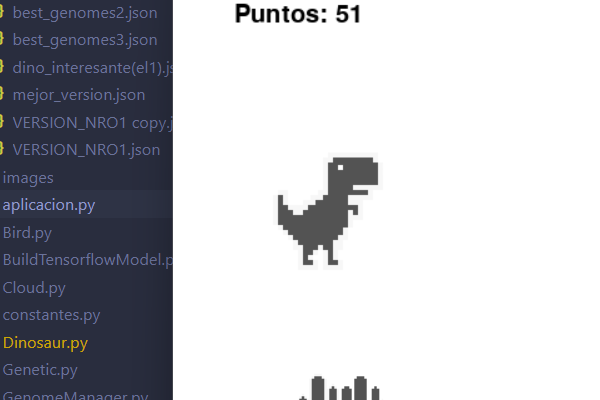 best_genomes2.json
best_genomes3.json
dino_interesante(el1).js
mejor_version.json
VERSION_NRO1 copy.j
VERSION_NRO1.json
images
aplicacion.py
Bird.py
BuildTensorflowModel.p
Cloud.py
constantes.py
Dinosaur.py
Genetic.py
GenomeManager.py
Puntos: 51